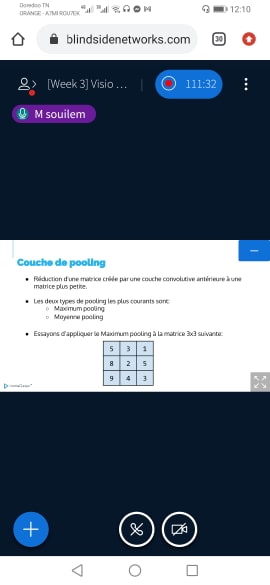 Ooredoo TN
ORANGE - A7MI ROU7EK
12:10
blindsidenetworks.com
30
[Week 3] Visio ...
111:32
M souilem
Couche de pooling
Réduction d'une matrice créée par une couche convolutive antérieure à une
matrice plus petite.
Les deux types de pooling les plus courants sont:
Maximum pooling
Moyenne pooling
Essayons d'appliquer le Maximum pooling à la matrice 3x3 suivante:
5 3 1
8 2 5
9 4 3